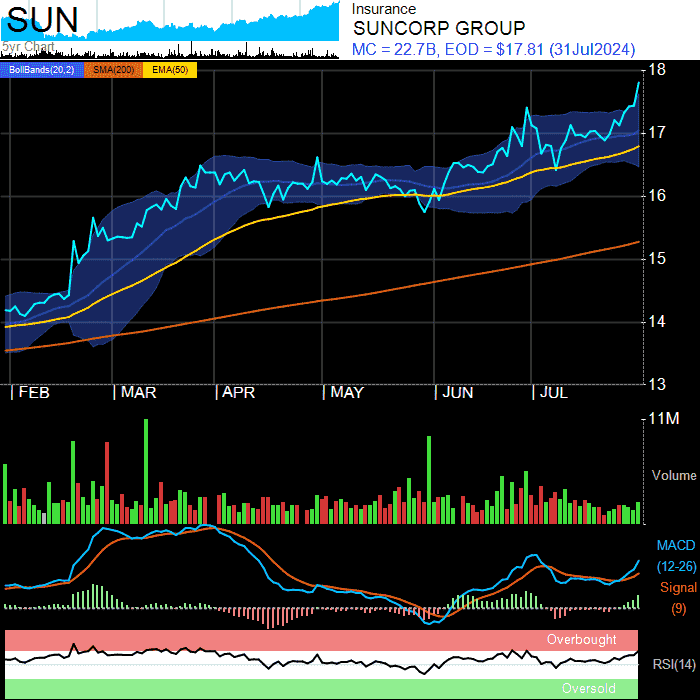 SUN
5yr Chart
Insurance
SUNCORP GROUP
MC = 22.7B, EOD = $17.81 (31Jul2024)
BollBands(20,2) SMA(200) EMA(50)
18
17
16
15
14
13
FEB MAR APR MAY JUN JUL
11M
Volume
MACD
(12-26)
Signal
(9)
Overbought
RSI(14)
Oversold